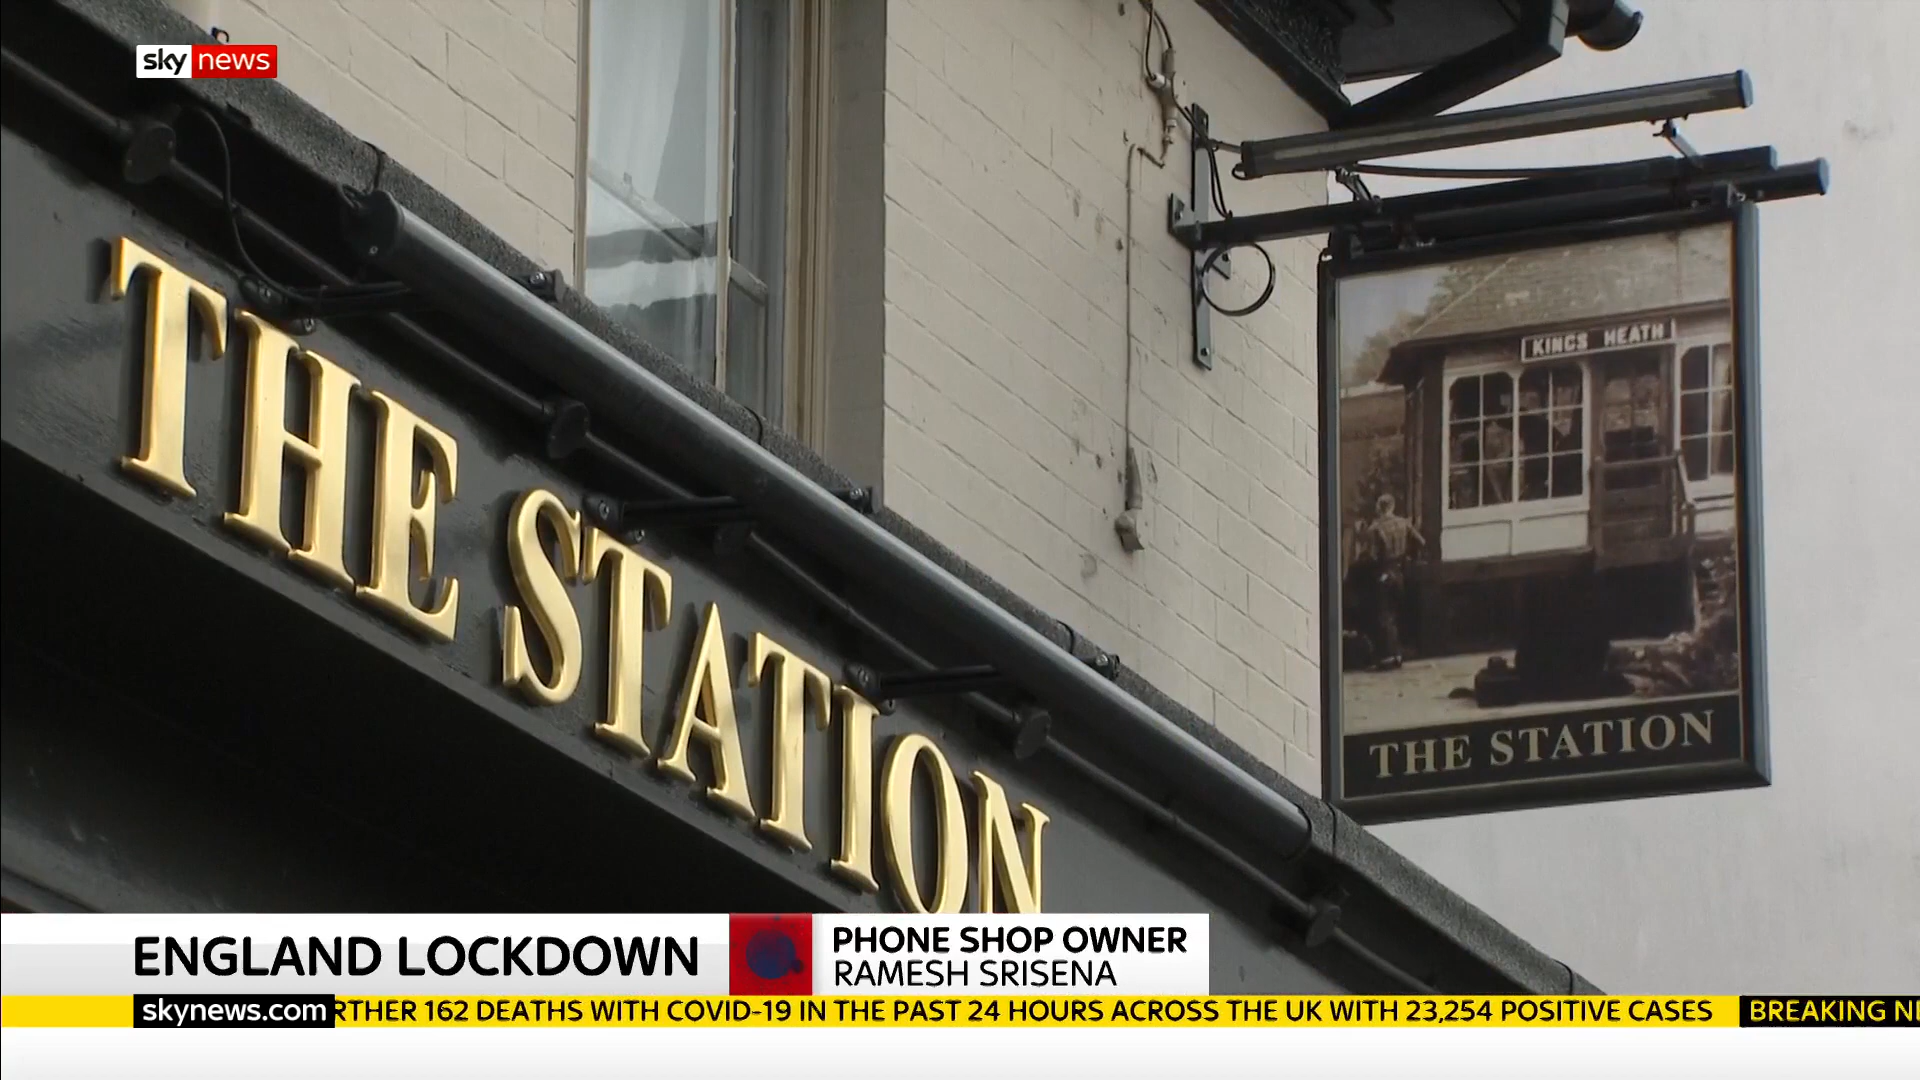 sky news
THE STATION
KINGS HEATH
THE STATION
ENGLAND LOCKDOWN
PHONE SHOP OWNER
RAMESH SRISENA
skynews.com
RTHER 162 DEATHS WITH COVID-19 IN THE PAST 24 HOURS ACROSS THE UK WITH 23,254 POSITIVE CASES
BREAKING